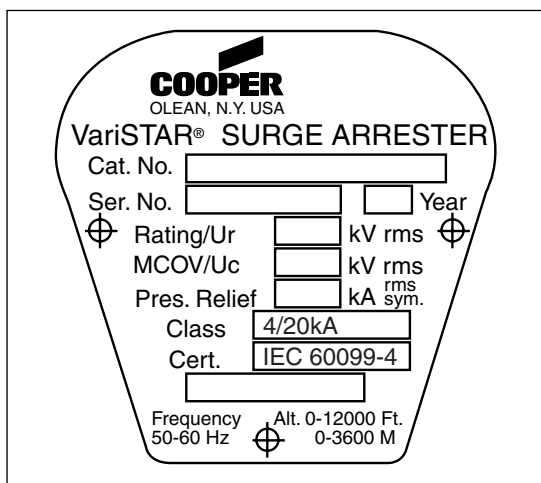 COOPER
OLEAN, N.Y. USA
VariSTAR® SURGE ARRESTER
Cat. No.
Ser. No. Year
Rating/Ur kV rms
MCOV/Uc kV rms
Pres. Relief kA rms sym.
Class 4/20kA
Cert. IEC 60099-4
Frequency Alt. 0-12000 Ft.
50-60 Hz 0-3600 M